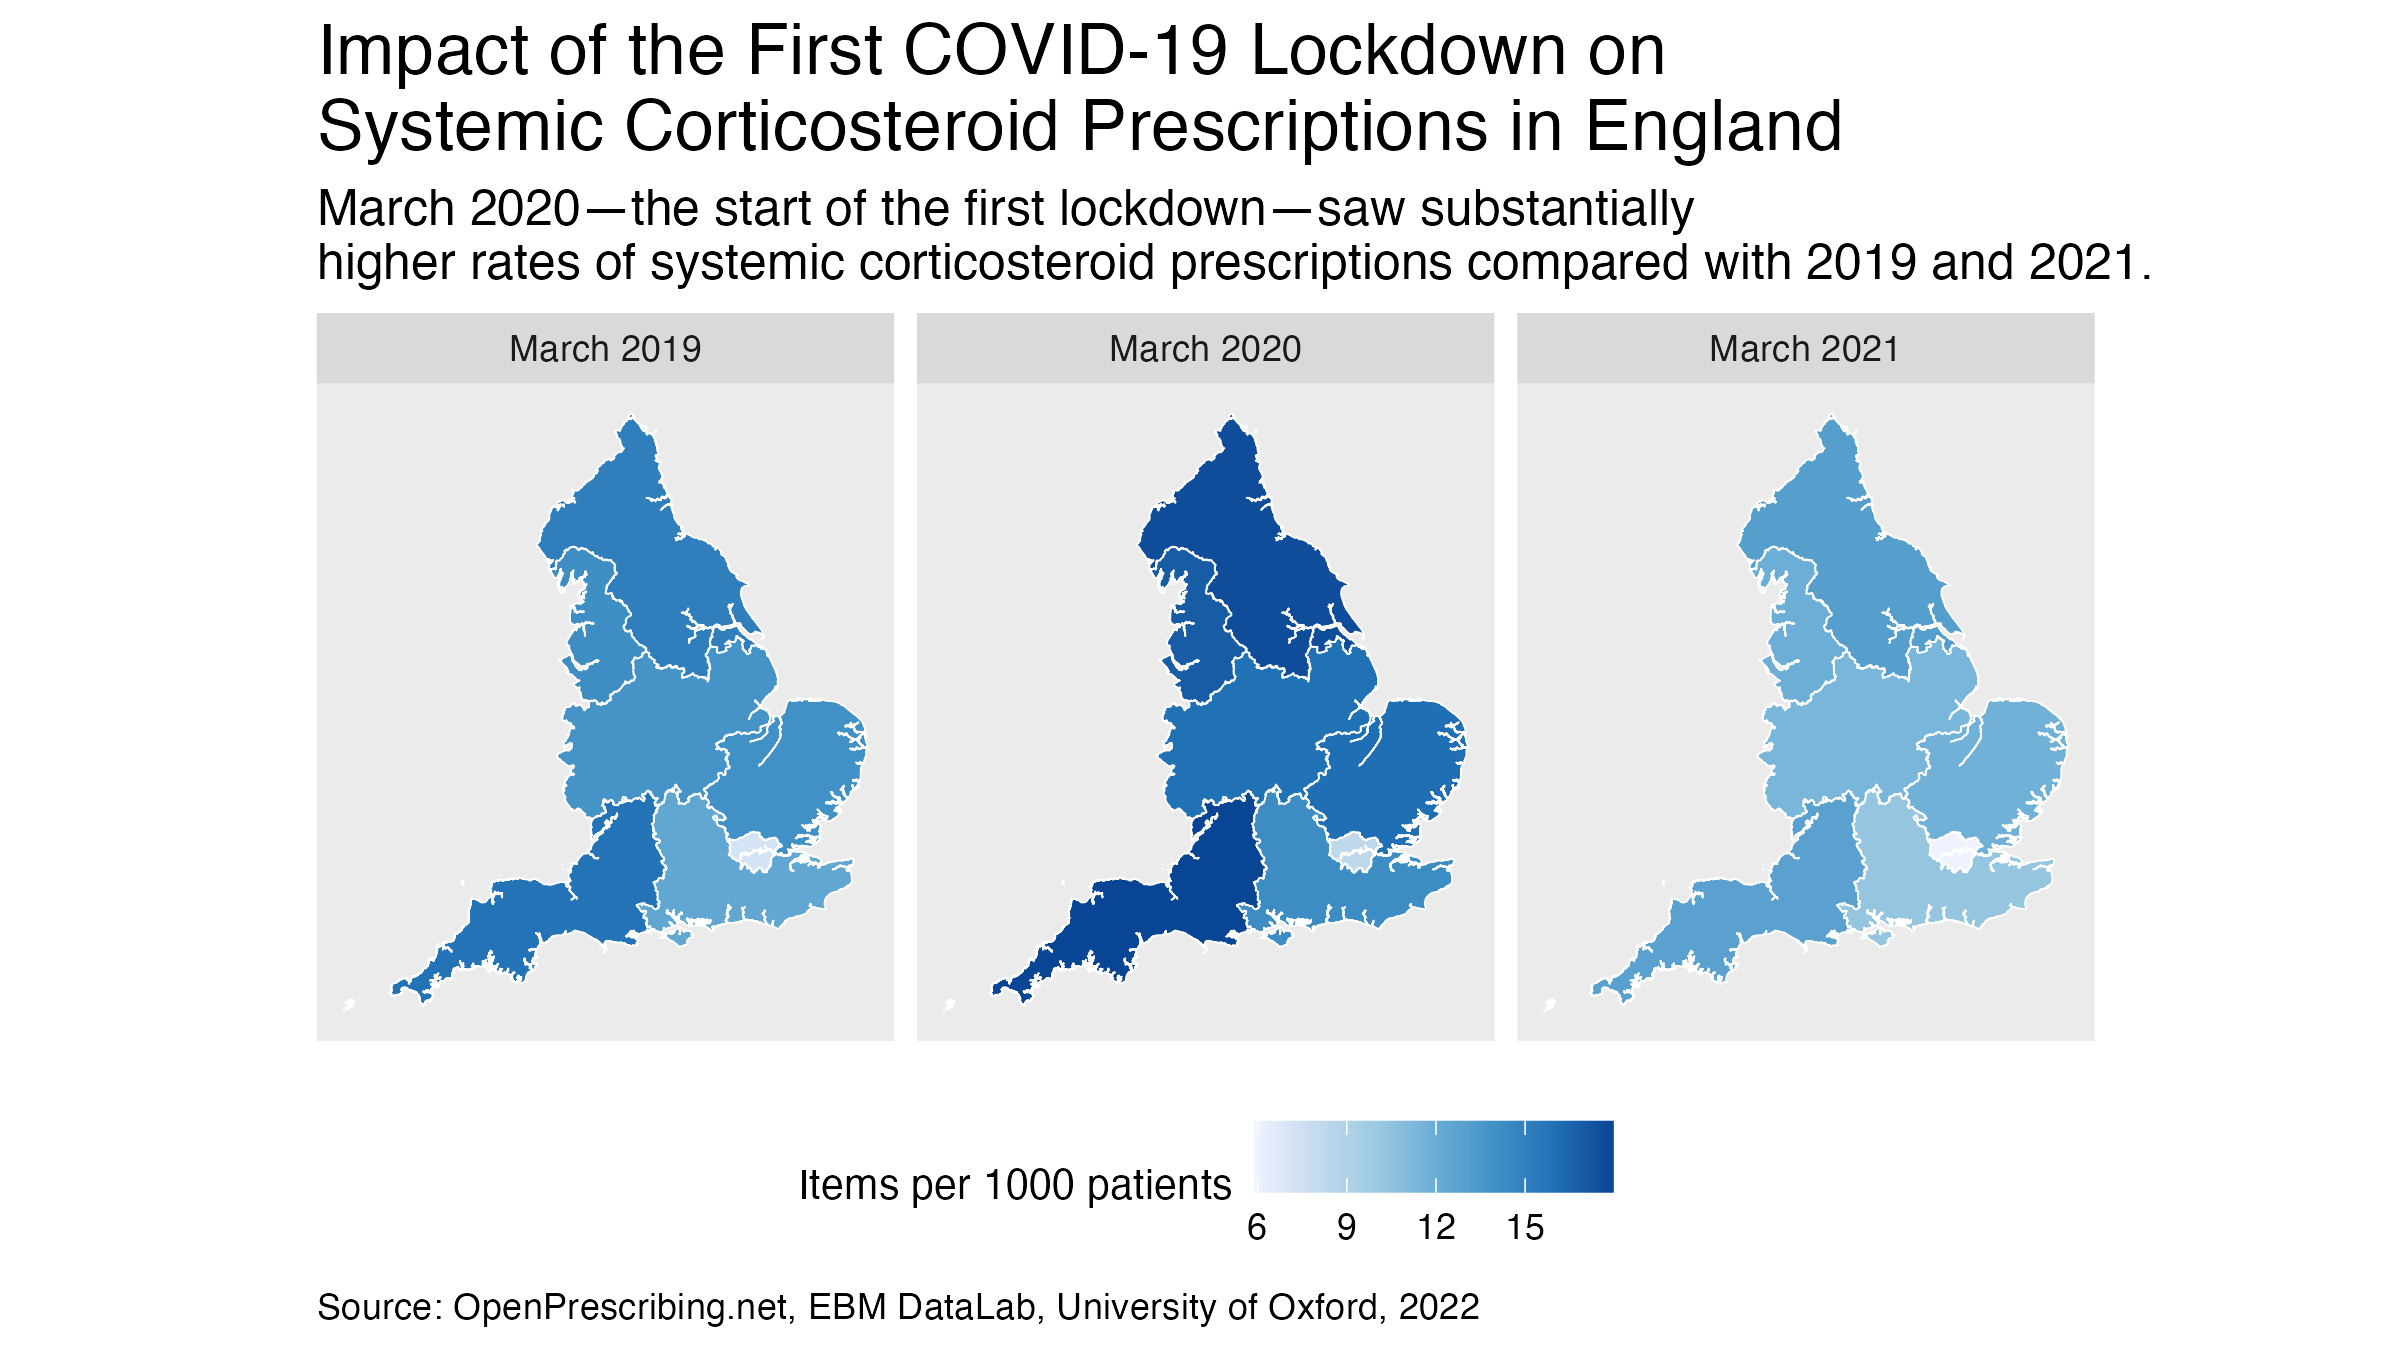 Impact of the First COVID-19 Lockdown on
Systemic Corticosteroid Prescriptions in England
March 2020—the start of the first lockdown—saw substantially
higher rates of systemic corticosteroid prescriptions compared with 2019 and 2021.
March 2019
March 2020
March 2021
Items per 1000 patients
6 9 12 15
Source: OpenPrescribing.net, EBM DataLab, University of Oxford, 2022